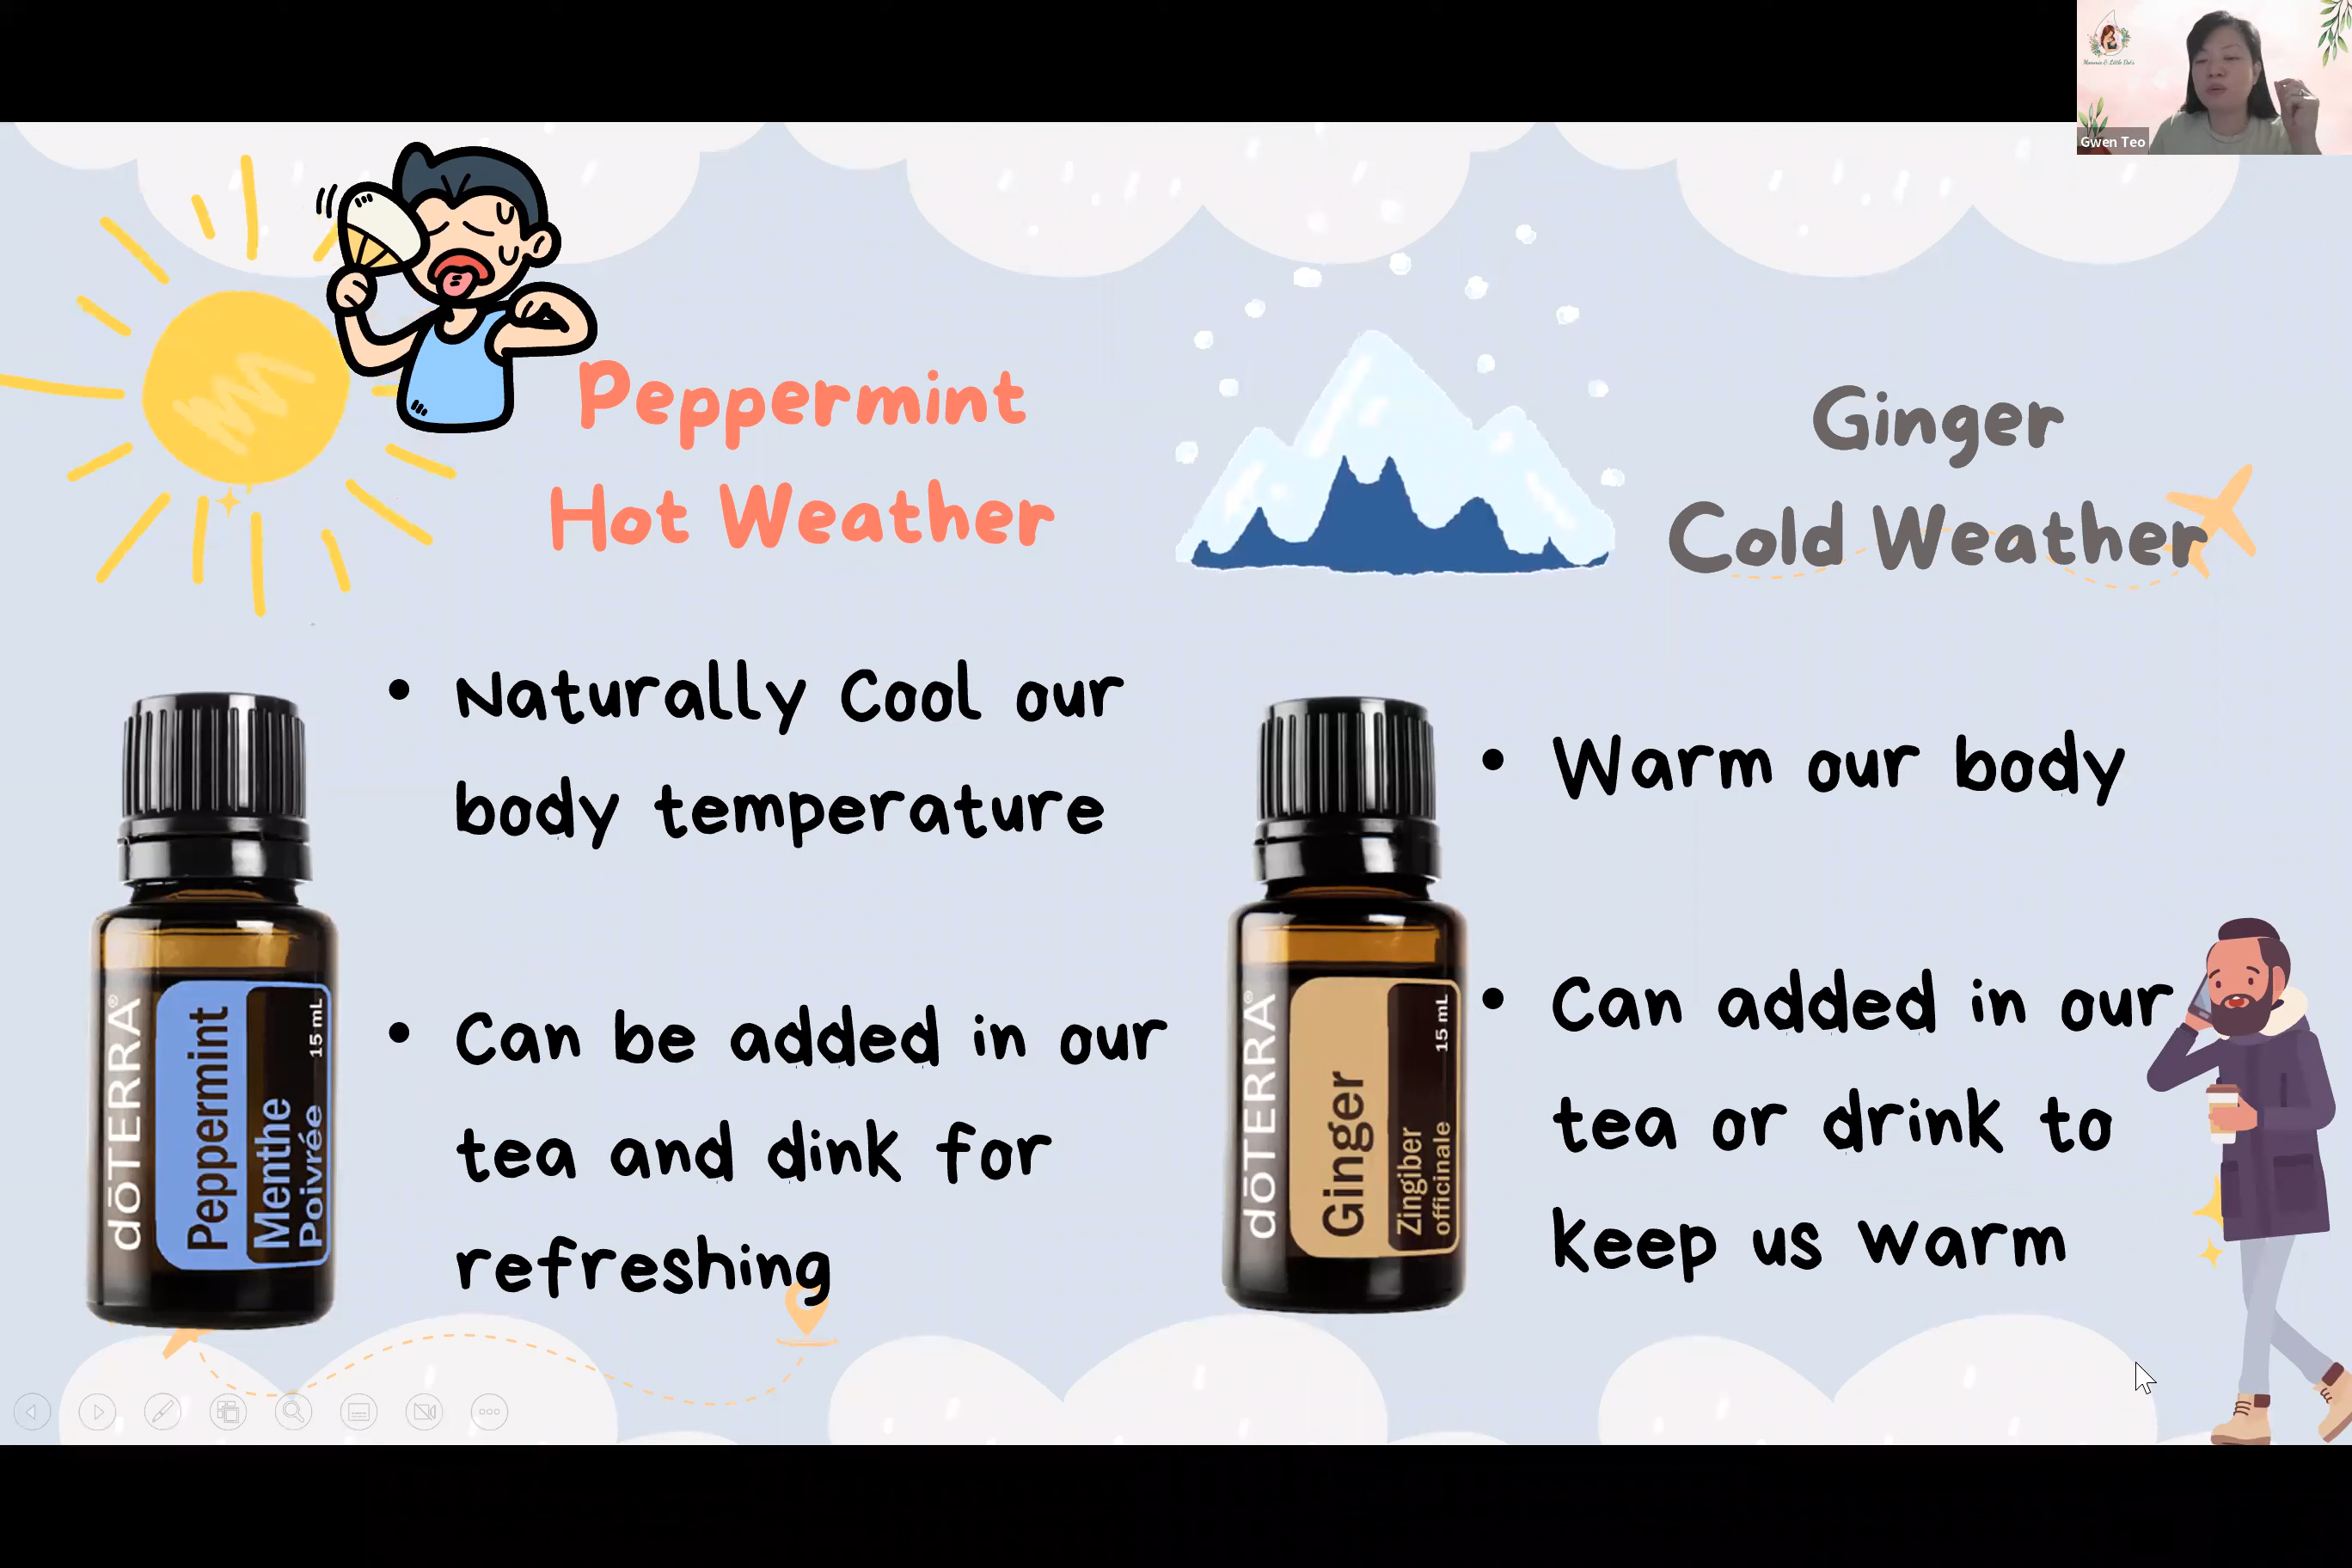 Gwen Teo
Peppermint
Hot Weather
• Naturally Cool our
body temperature
• Can be added in our
tea and dink for
refreshing
dōTERRA®
Peppermint
Menthe
Poivrée
15 mL
Ginger
Cold Weather
• Warm our body
• Can added in our
tea or drink to
keep us warm
dōTERRA®
Ginger
Zingiber
officinale
15 mL